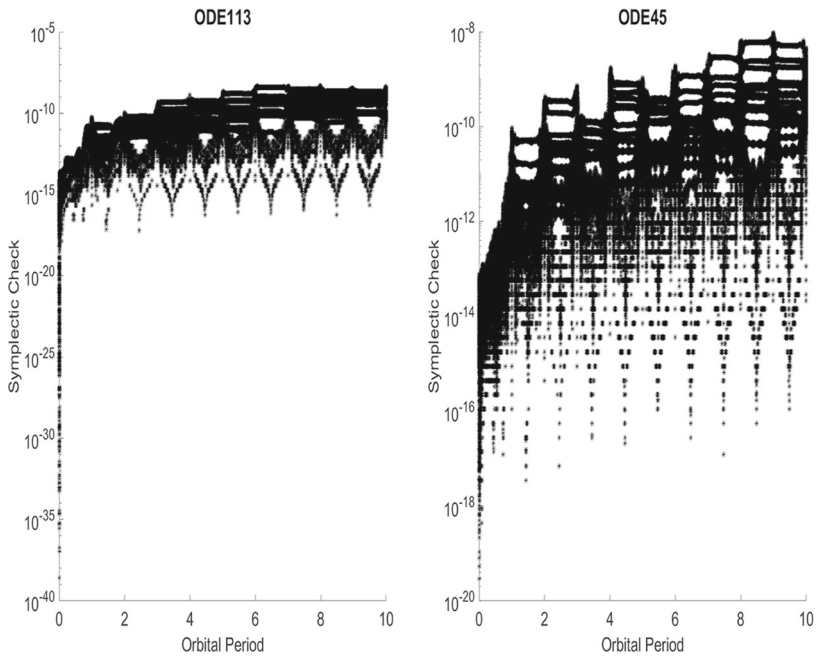 ODE113
10^-5
10^-10
10^-15
10^-20
10^-25
10^-30
10^-35
10^-40
Symplectic Check
0 2 4 6 8 10
Orbital Period
ODE45
10^-8
10^-10
10^-12
10^-14
10^-16
10^-18
10^-20
Symplectic Check
0 2 4 6 8 10
Orbital Period